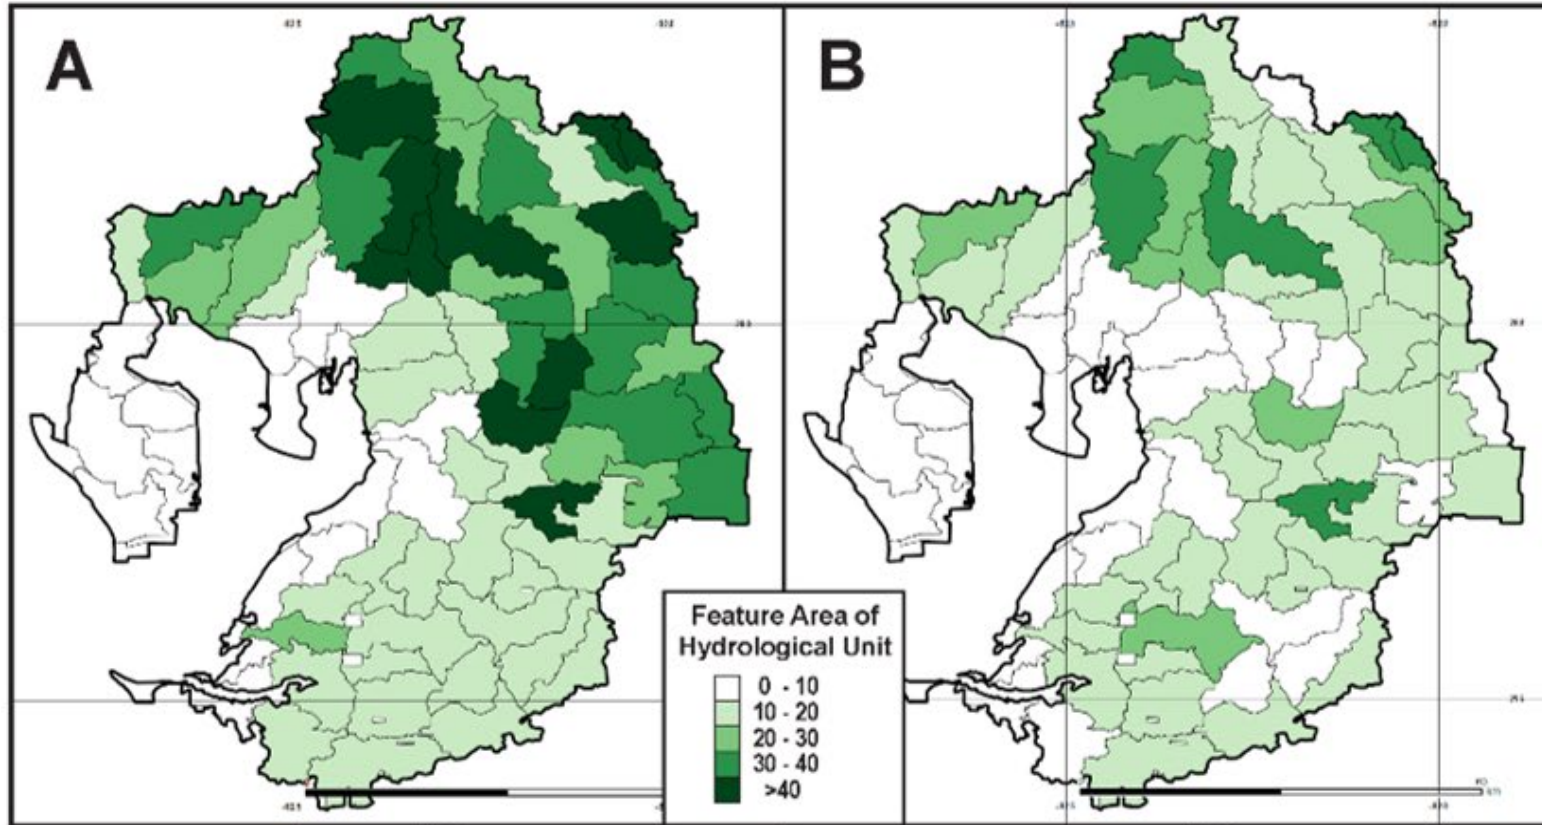 A
B
Feature Area of
Hydrological Unit
0 - 10
10 - 20
20 - 30
30 - 40
>40